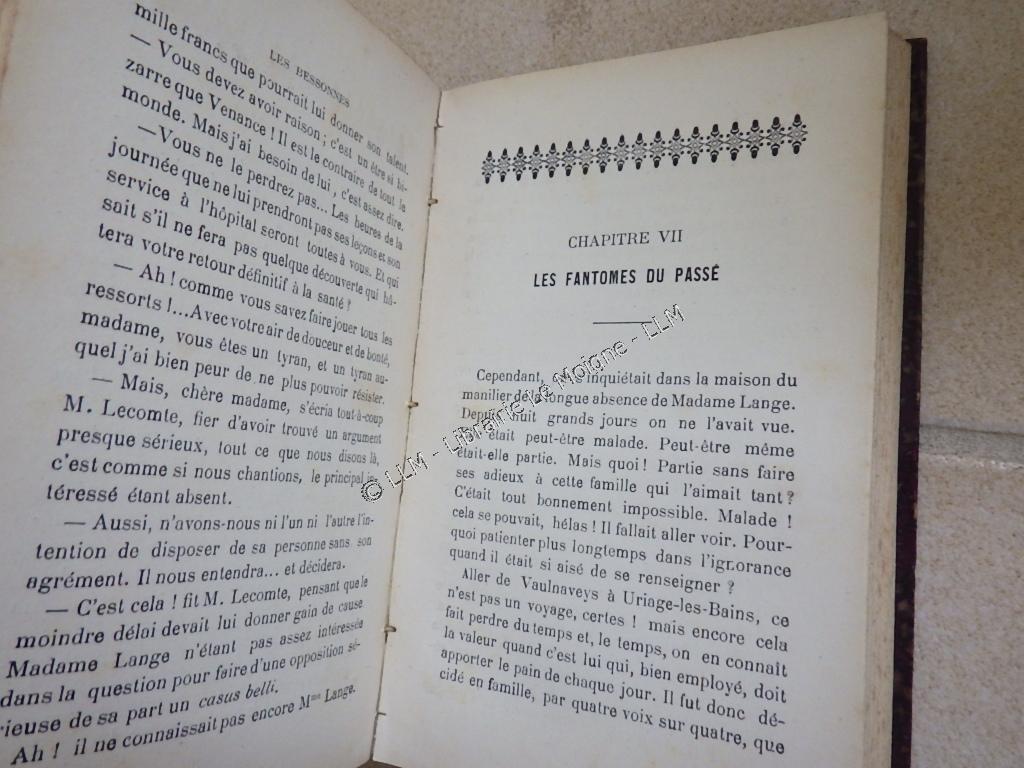 LES BESSONNES
mille francs que pourrait lui donner son talent.
— Vous devez avoir raison ; c'est un être si bi-
zarre que Venance ! Il est le contraire de tout le
monde. Mais j'ai besoin de lui, c'est assez dire.
—Vous ne le perdrez pas... Les heures de la
journée que ne lui prendront pas ses leçons et son
service à l'hôpital seront toutes à vous. Et qui
sait s'il ne fera pas quelque découverte qui hâ-
tera votre retour définitif à la santé ?
— Ah ! comme vous savez faire jouer tous les
ressorts !...Avec votre air de douceur et de bonté,
madame, vous êtes un tyran, et un tyran au-
quel j'ai bien peur de ne plus pouvoir résister.
— Mais, chère madame, s'écria tout-à-coup
M. Lecomte, fier d'avoir trouvé un argument
presque sérieux, tout ce que nous disons là,
c'est comme si nous chantions, le principal in-
téressé étant absent.
— Aussi, n'avons-nous ni l'un ni l'autre l'in-
tention de disposer de sa personne sans son
agrément. Il nous entendra... et décidera.
— C'est cela ! fit M. Lecomte, pensant que le
moindre délai devait lui donner gain de cause
Madame Lange n'étant pas assez intéressée
dans la question pour faire d'une opposition sé-
rieuse de sa part un casus belli.
Ah ! il ne connaissait pas encore Mme Lange.
CHAPITRE VII
LES FANTOMES DU PASSÉ
Cependant, on s'inquiétait dans la maison du
manilier de la longue absence de Madame Lange.
Depuis huit grands jours on ne l'avait vue.
était peut-être malade. Peut-être même
était-elle partie. Mais quoi ! Partie sans faire
ses adieux à cette famille qui l'aimait tant ?
C'était tout bonnement impossible. Malade !
cela se pouvait, hélas ! Il fallait aller voir. Pour-
quoi patienter plus longtemps dans l'ignorance
quand il était si aisé de se renseigner ?
Aller de Vaulnaveys à Uriage-les-Bains, ce
n'est pas un voyage, certes ! mais encore cela
fait perdre du temps et, le temps, on en connaît
la valeur quand c'est lui qui, bien employé, doit
apporter le pain de chaque jour. Il fut donc dé-
cidé en famille, par quatre voix sur quatre, que
© LLM - Librairie Le Moigne - LLM